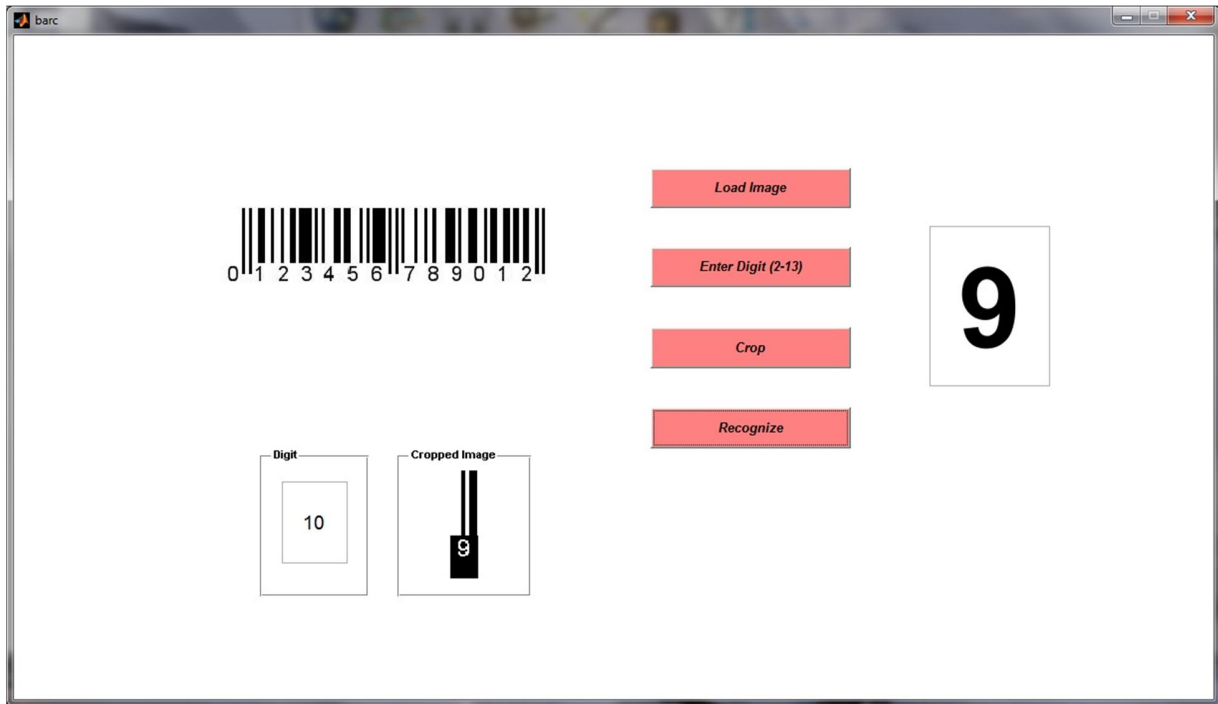 barc
0 1 2 3 4 5 6 7 8 9 0 1 2
Load Image
Enter Digit (2-13)
Crop
Recognize
9
Digit
10
Cropped Image
9